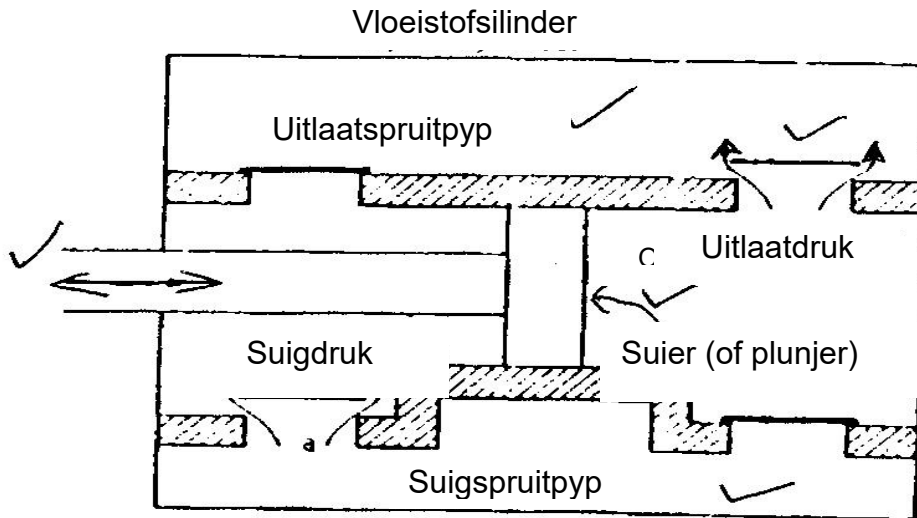 Vloeistofsilinder
Uitlaatspruitpyp
C
Uitlaatdruk
Suigdruk
Suier (of plunjer)
a
Suigspruitpyp